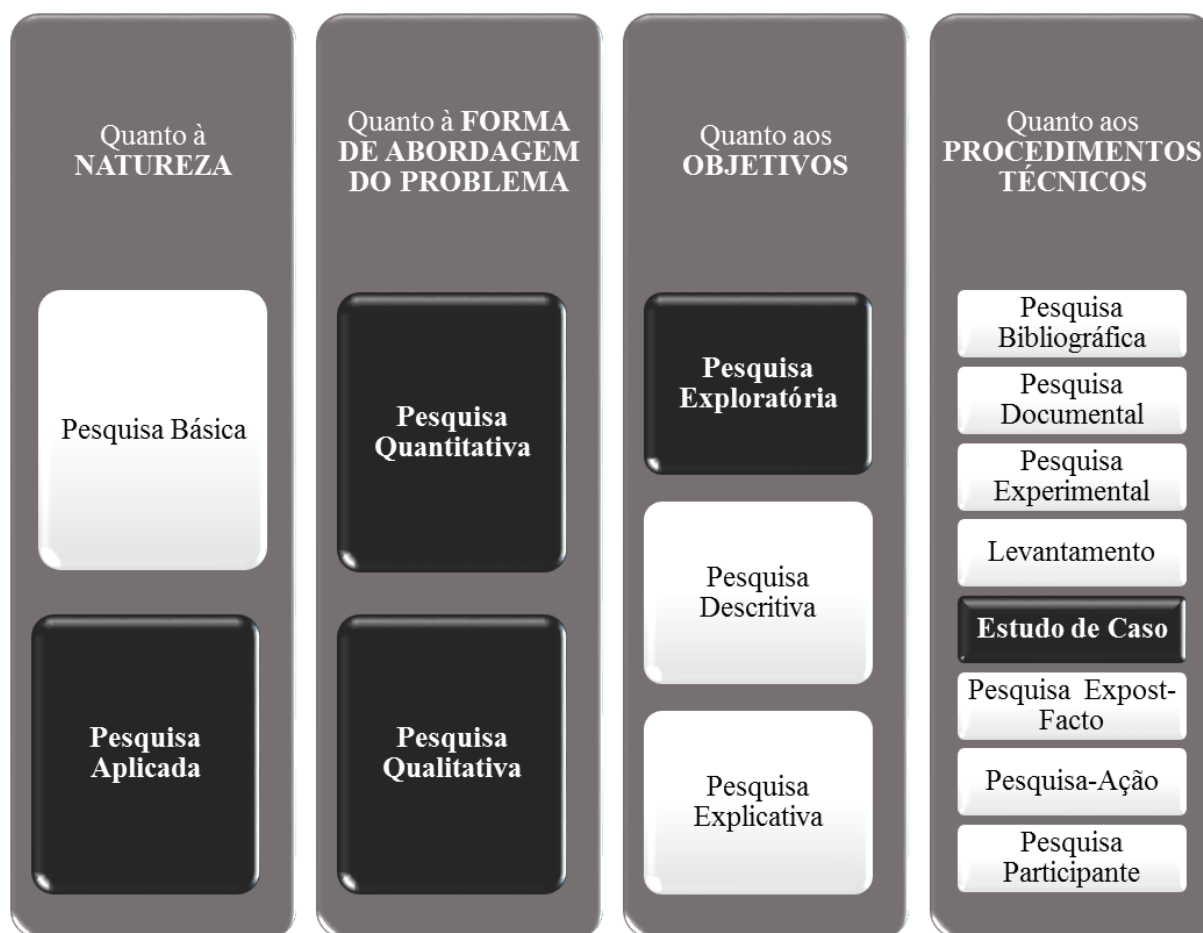 Quanto à
NATUREZA
Pesquisa Básica
Pesquisa
Aplicada
Quanto à FORMA
DE ABORDAGEM
DO PROBLEMA
Pesquisa
Quantitativa
Pesquisa
Qualitativa
Quanto aos
OBJETIVOS
Pesquisa
Exploratória
Pesquisa
Descritiva
Pesquisa
Explicativa
Quanto aos
PROCEDIMENTOS
TÉCNICOS
Pesquisa
Bibliográfica
Pesquisa
Documental
Pesquisa
Experimental
Levantamento
Estudo de Caso
Pesquisa Expost-
Facto
Pesquisa-Ação
Pesquisa
Participante